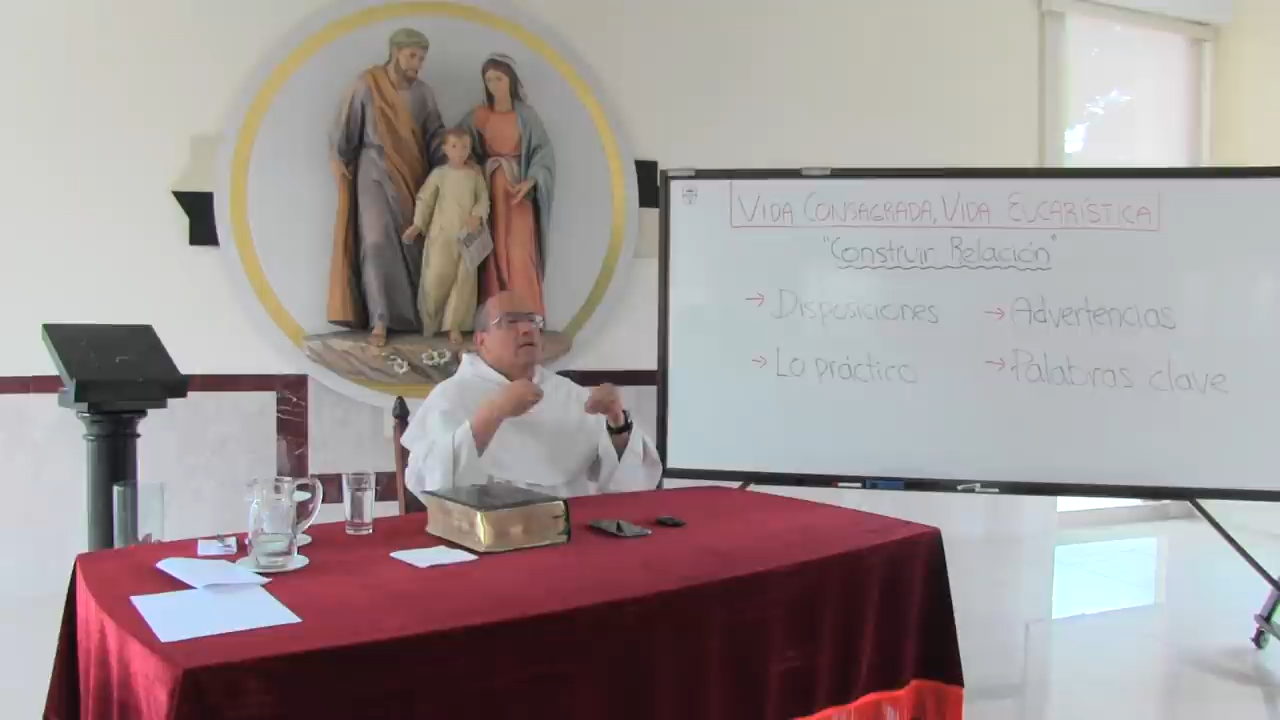 VIDA CONSAGRADA, VIDA EUCARÍSTICA
"Construir Relación"
→ Disposiciones → Advertencias
→ Lo práctico → Palabras clave